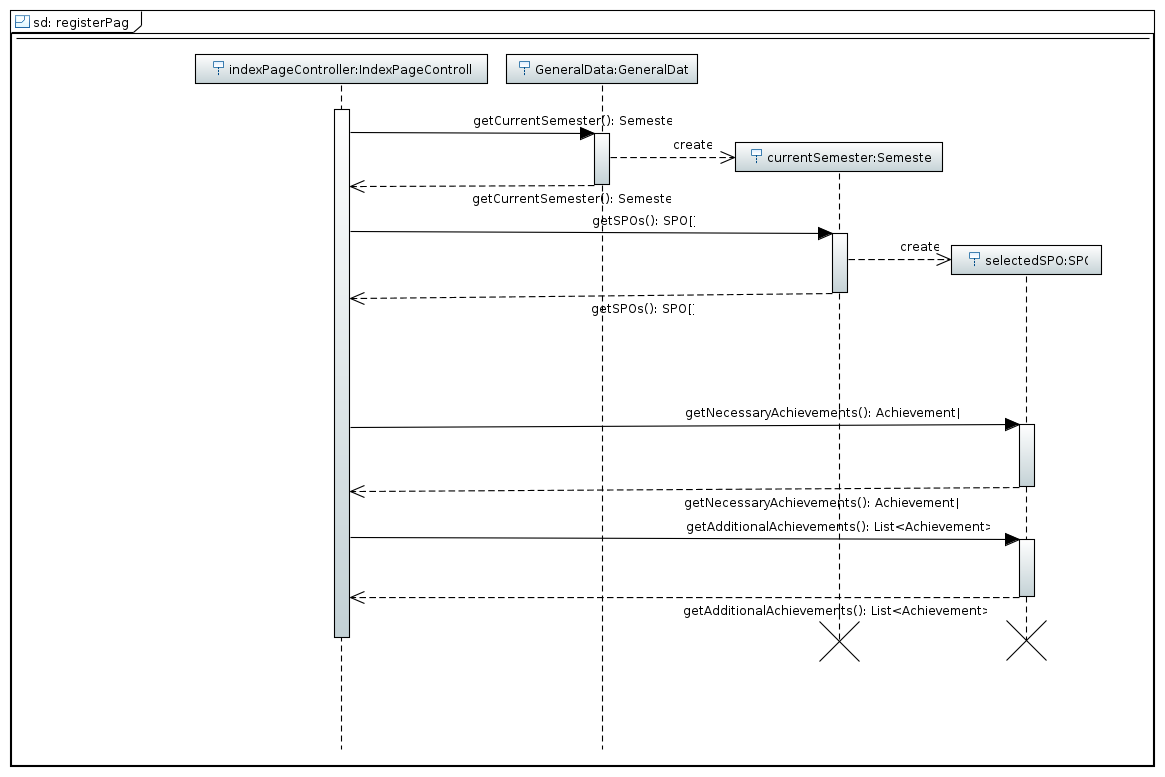 sd: registerPag
indexPageController:IndexPageControll
GeneralData:GeneralDat
getCurrentSemester(): Semeste
create
currentSemester:Semeste
getCurrentSemester(): Semeste
getSPOs(): SPO[]
create
selectedSPO:SPO
getSPOs(): SPO[]
getNecessaryAchievements(): Achievement[
getNecessaryAchievements(): Achievement[
getAdditionalAchievements(): List<Achievement>
getAdditionalAchievements(): List<Achievement>